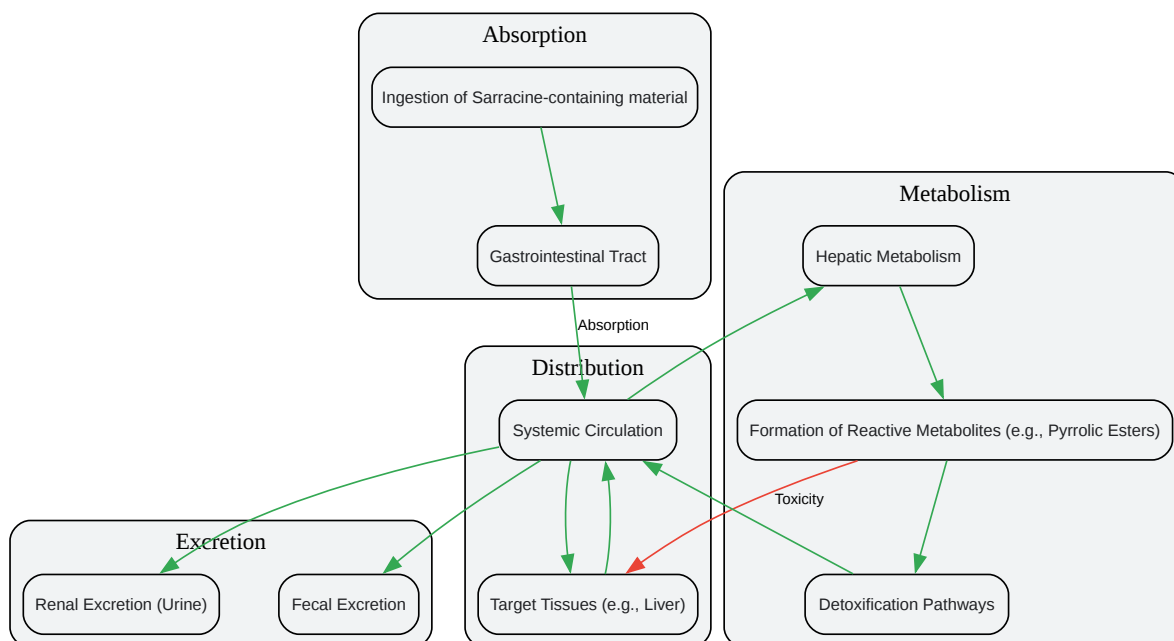 Absorption
Ingestion of Sarracine-containing material
Metabolism
Gastrointestinal Tract
Hepatic Metabolism
Absorption
Distribution
Systemic Circulation
Formation of Reactive Metabolites (e.g., Pyrrolic Esters)
Toxicity
Excretion
Renal Excretion (Urine)
Fecal Excretion
Target Tissues (e.g., Liver)
Detoxification Pathways